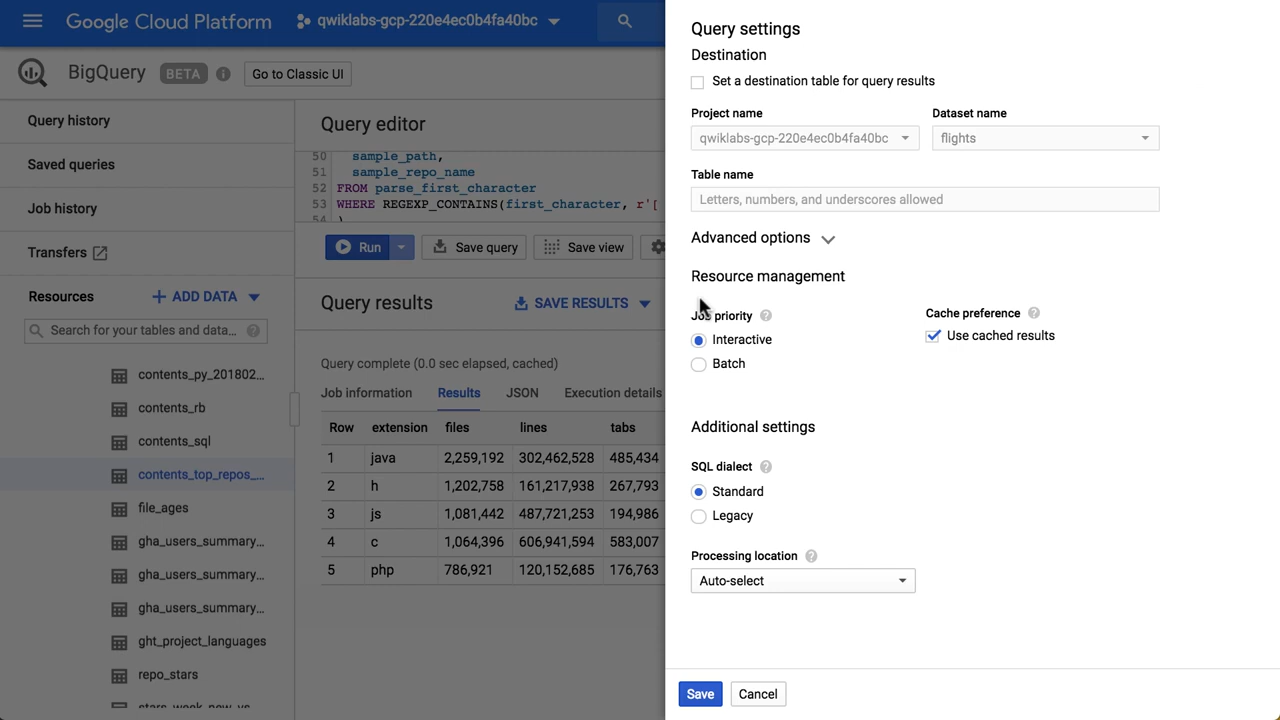 Google Cloud Platform
qwiklabs-gcp-220e4ec0b4fa40bc
BigQuery
BETA
Go to Classic UI
Query history
Saved queries
Job history
Transfers
Resources
ADD DATA
Search for your tables and data...
contents_py_201802...
contents_rb
contents_sql
contents_top_repos_...
file_ages
gha_users_summary...
gha_users_summary...
gha_users_summary...
ght_project_languages
repo_stars
Query editor
50 sample_path,
51 sample_repo_name
52 FROM parse_first_character
53 WHERE REGEXP_CONTAINS(first_character, r'[
54 )
Run
Save query
Save view
Query results
SAVE RESULTS
Query complete (0.0 sec elapsed, cached)
Job information Results JSON Execution details
Row extension files lines tabs
1 java 2,259,192 302,462,528 485,434
2 h 1,202,758 161,217,938 267,793
3 js 1,081,442 487,721,253 194,986
4 c 1,064,396 606,941,594 583,007
5 php 786,921 120,152,685 176,763
Query settings
Destination
Set a destination table for query results
Project name
qwiklabs-gcp-220e4ec0b4fa40bc
Dataset name
flights
Table name
Letters, numbers, and underscores allowed
Advanced options
Resource management
Job priority
Interactive
Batch
Cache preference
Use cached results
Additional settings
SQL dialect
Standard
Legacy
Processing location
Auto-select
Save
Cancel